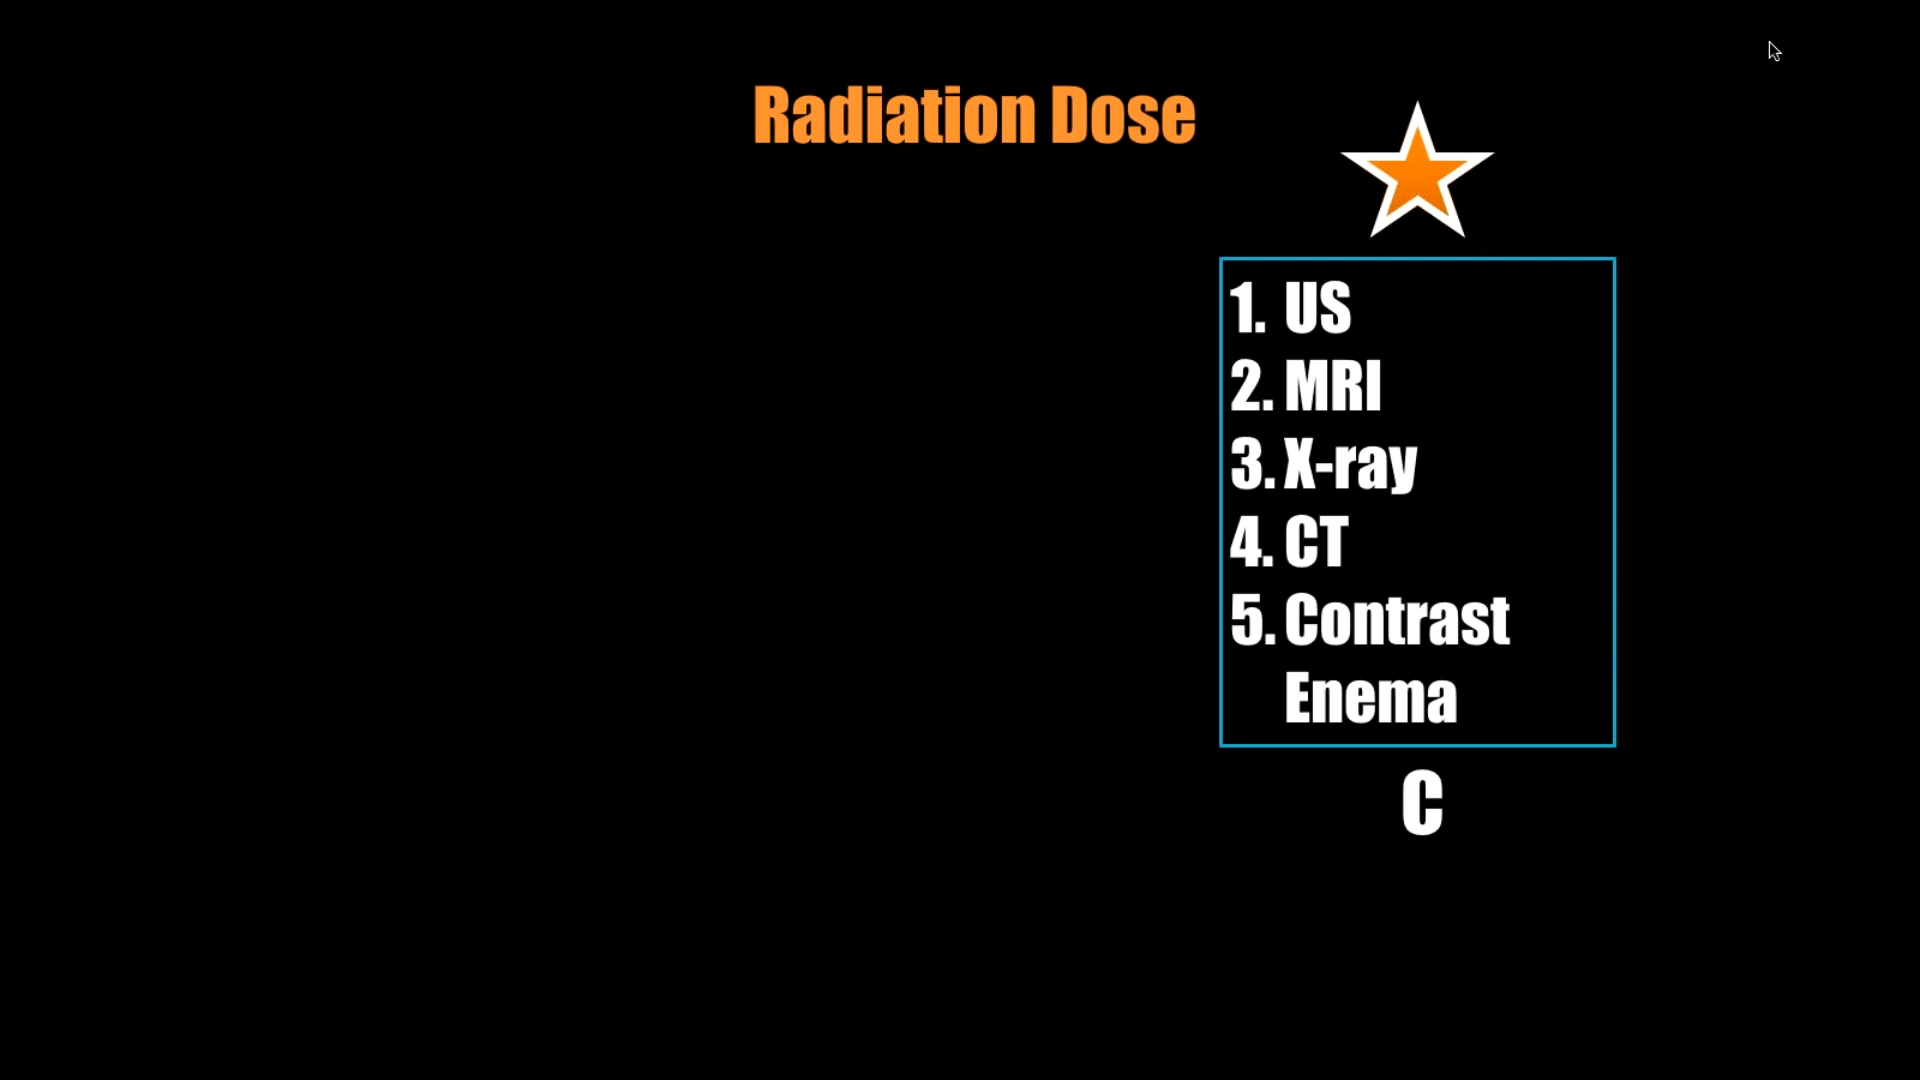 Radiation Dose
1. US
2. MRI
3. X-ray
4. CT
5. Contrast
Enema
C